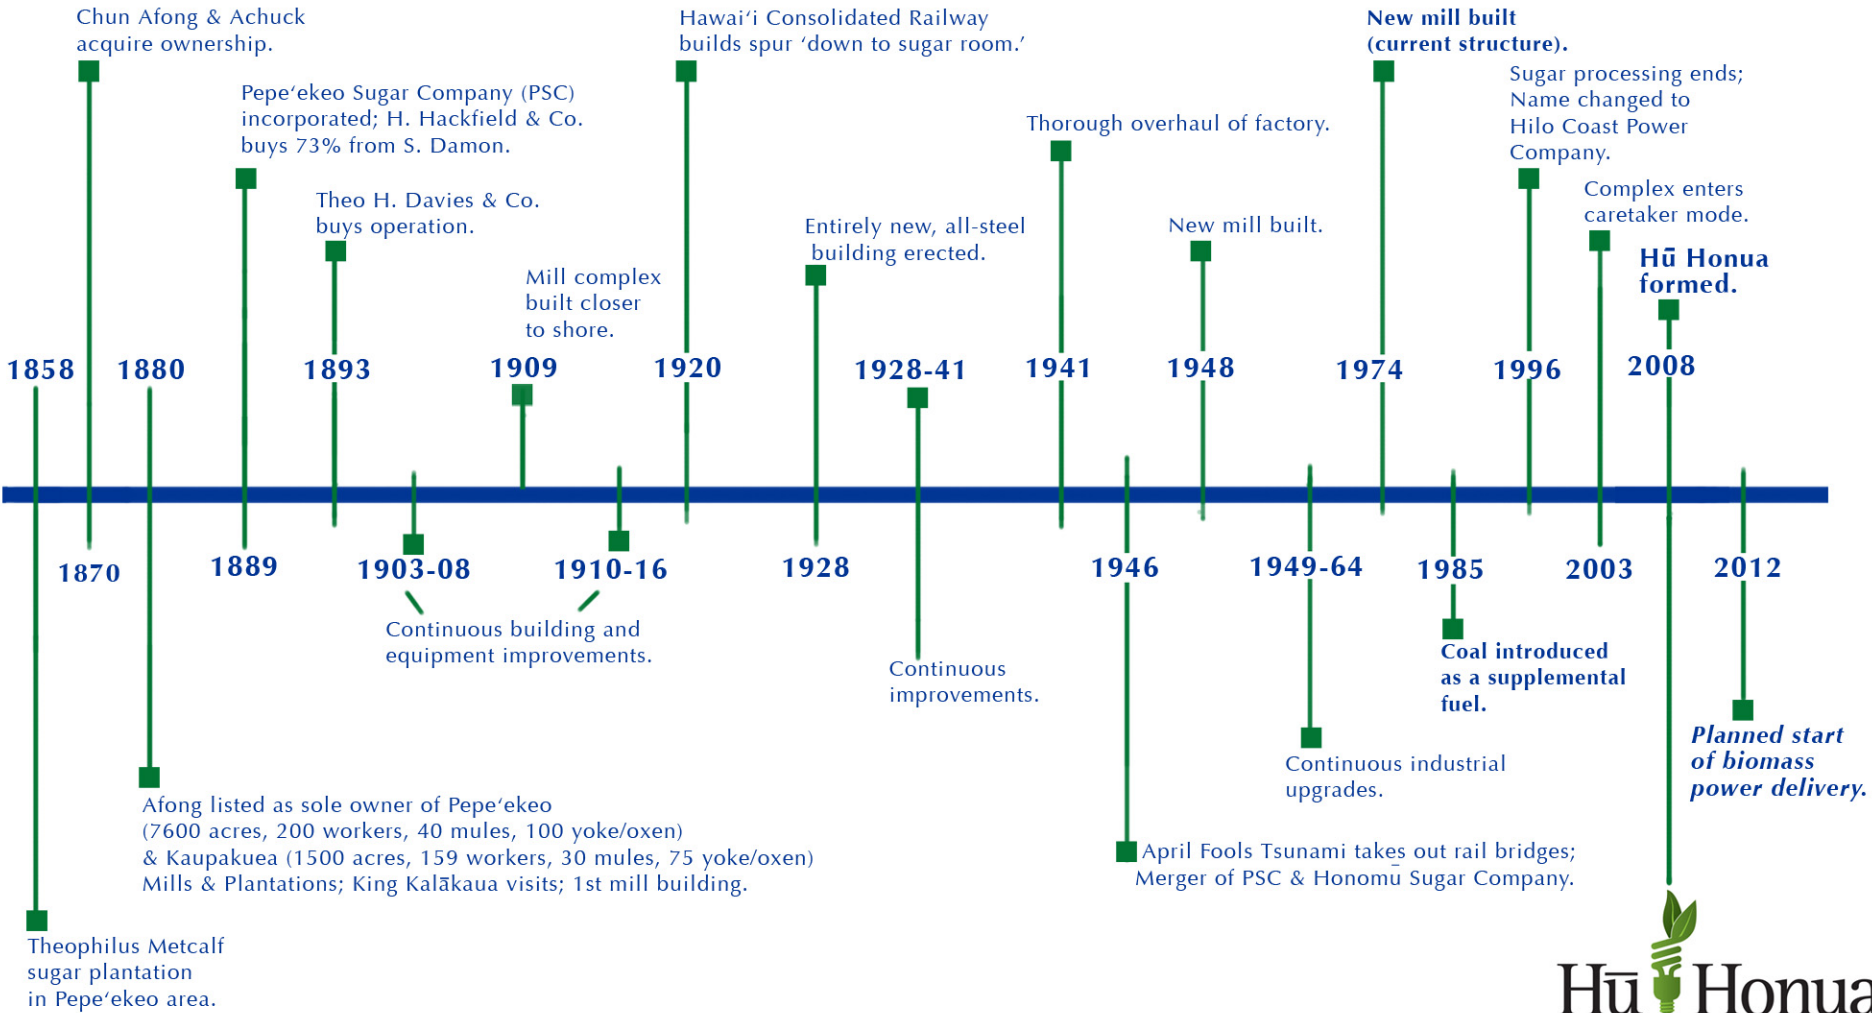 Chun Afong & Achuck
acquire ownership.
Hawai‘i Consolidated Railway
builds spur ‘down to sugar room.’
New mill built
(current structure).
Pepe‘ekeo Sugar Company (PSC)
incorporated; H. Hackfield & Co.
buys 73% from S. Damon.
Thorough overhaul of factory.
Sugar processing ends;
Name changed to
Hilo Coast Power
Company.
Theo H. Davies & Co.
buys operation.
Entirely new, all-steel
building erected.
New mill built.
Complex enters
caretaker mode.
Hū Honua
formed.
Mill complex
built closer
to shore.
1858
1880
1893
1909
1920
1928-41
1941
1948
1974
1996
2008
1870
1889
1903-08
1910-16
1928
1946
1949-64
1985
2003
2012
Continuous building and
equipment improvements.
Continuous
improvements.
Coal introduced
as a supplemental
fuel.
Planned start
of biomass
power delivery.
Continuous industrial
upgrades.
Afong listed as sole owner of Pepe‘ekeo
(7600 acres, 200 workers, 40 mules, 100 yoke/oxen)
& Kaupakuea (1500 acres, 159 workers, 30 mules, 75 yoke/oxen)
Mills & Plantations; King Kalākaua visits; 1st mill building.
April Fools Tsunami takes out rail bridges;
Merger of PSC & Honomū Sugar Company.
Theophilus Metcalf
sugar plantation
in Pepe‘ekeo area.
Hū Honua